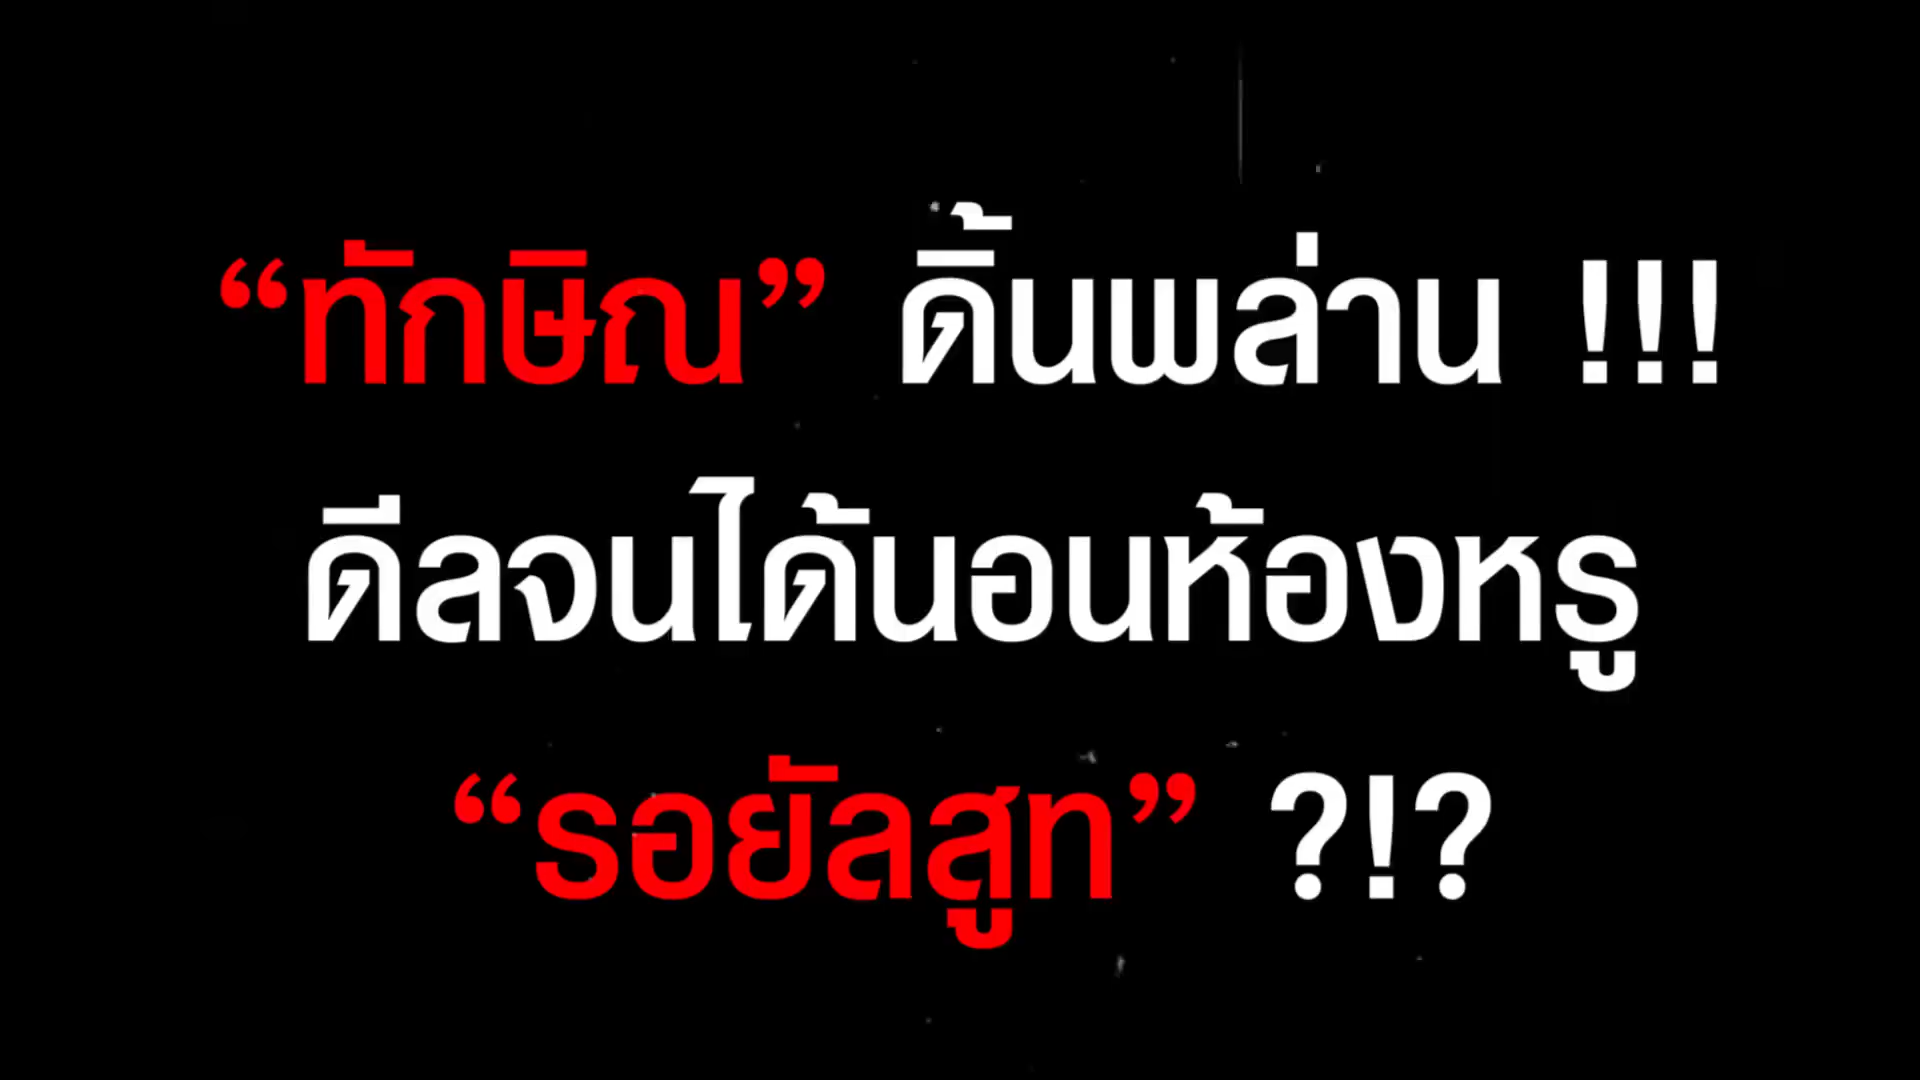 “ทักษิณ” ดิ้นพล่าน !!!
ดีลจนได้นอนห้องหรู
“รอยัลสูท” ?!?